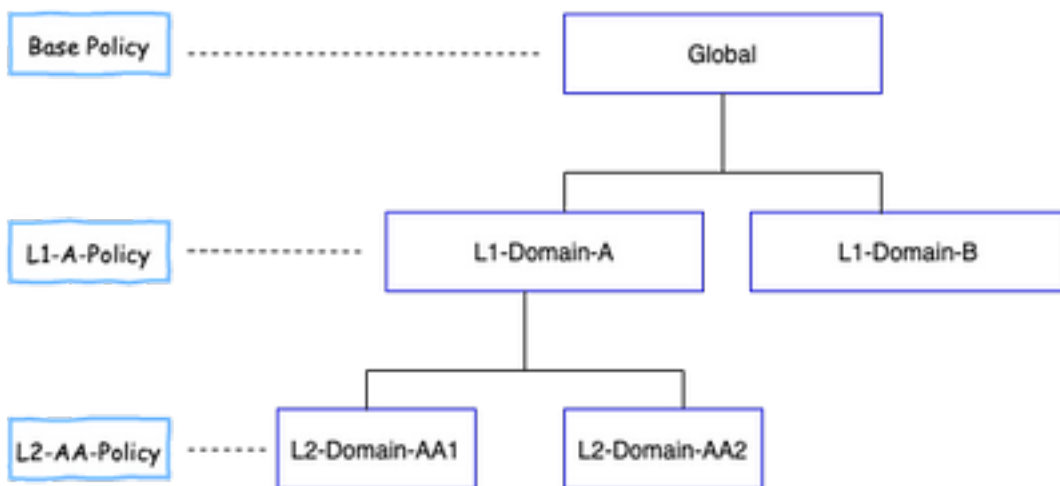 Base Policy
Global
L1-A-Policy
L1-Domain-A
L1-Domain-B
L2-AA-Policy
L2-Domain-AA1
L2-Domain-AA2